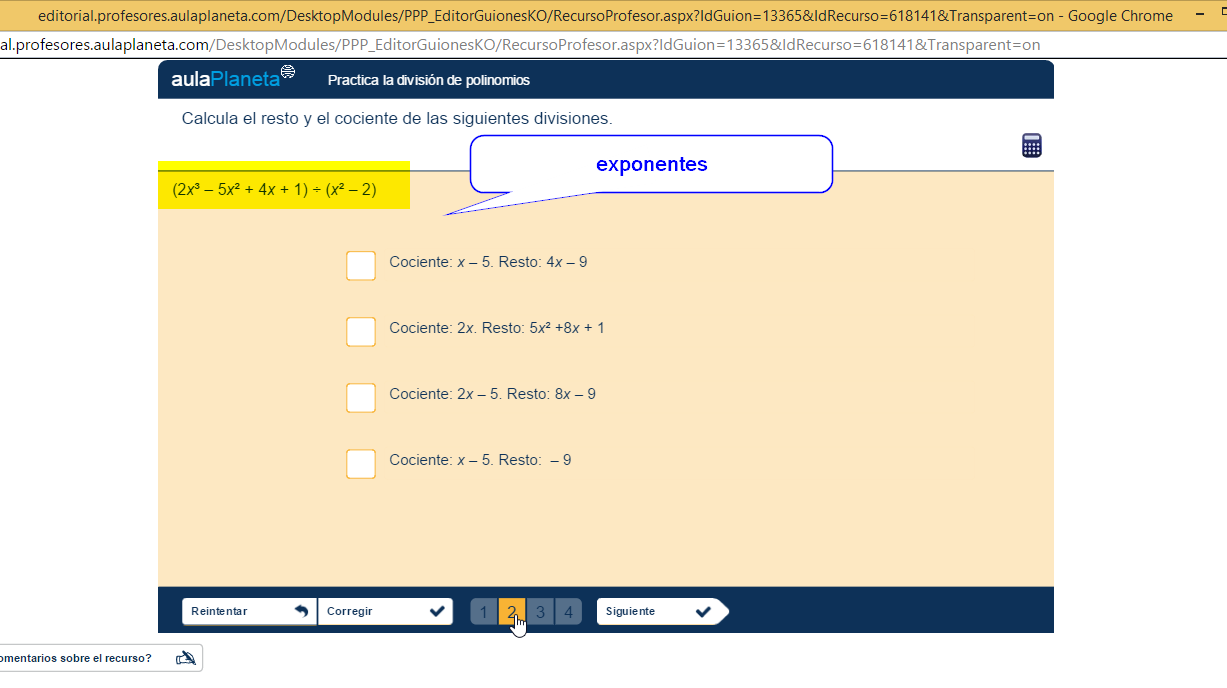 editorial.profesores.aulaplaneta.com/DesktopModules/PPP_EditorGuionesKO/RecursoProfesor.aspx?IdGuion=13365&IdRecurso=618141&Transparent=on - Google Chrome
al.profesores.aulaplaneta.com/DesktopModules/PPP_EditorGuionesKO/RecursoProfesor.aspx?IdGuion=13365&IdRecurso=618141&Transparent=on
aulaPlaneta Practica la división de polinomios
Calcula el resto y el cociente de las siguientes divisiones.
exponentes
(2x³ – 5x² + 4x + 1) ÷ (x² – 2)
Cociente: x – 5. Resto: 4x – 9
Cociente: 2x. Resto: 5x² +8x + 1
Cociente: 2x – 5. Resto: 8x – 9
Cociente: x – 5. Resto:  – 9
Reintentar Corregir 1 2 3 4 Siguiente
omentarios sobre el recurso?